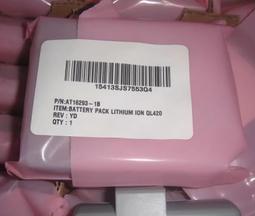 15413SJS7553Q4
P/N:AT16293-1B
ITEM:BATTERY PACK LITHIUM ION QL420
REV : YD
QTY : 1